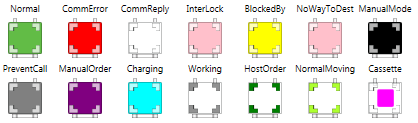 Normal CommError CommReply InterLock BlockedBy NoWayToDest ManualMode
PreventCall ManualOrder Charging Working HostOrder NormalMoving Cassette